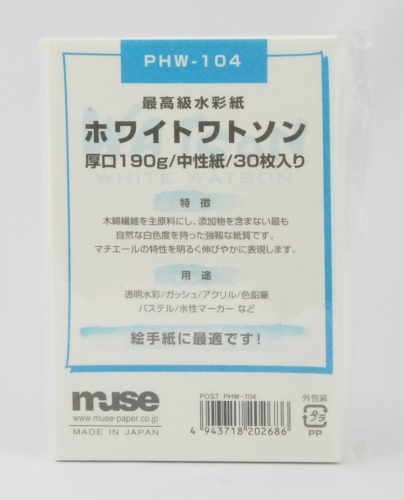 PHW-104
最高級水彩紙
WATSON
ホワイトワトソン
厚口190g/中性紙/30枚入り
WHITE WATSON
特徴
木綿繊維を主原料にし、添加物を含まない最も
自然な白色度を持った強靱な紙質です。
マチエールの特性を明るく伸びやかに表現します。
用途
透明水彩/ガッシュ/アクリル/色鉛筆
パステル/水性マーカー など
絵手紙に最適です!
muse
www.muse-paper.co.jp
MADE IN JAPAN
POST PHW-104
4 943718 202686
外包装
プラ
PP